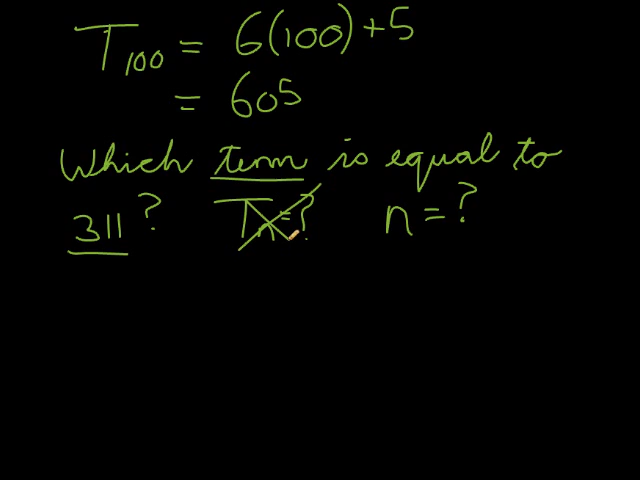 T100 = 6(100)+5
= 605
Which term is equal to
311? Tn=? n=?